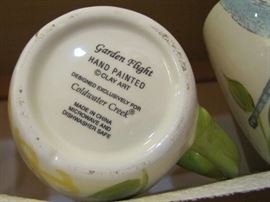 Garden Flight
HAND PAINTED
©CLAY ART
DESIGNED EXCLUSIVELY FOR
Coldwater Creek®
MADE IN CHINA
MICROWAVE AND
DISHWASHER SAFE